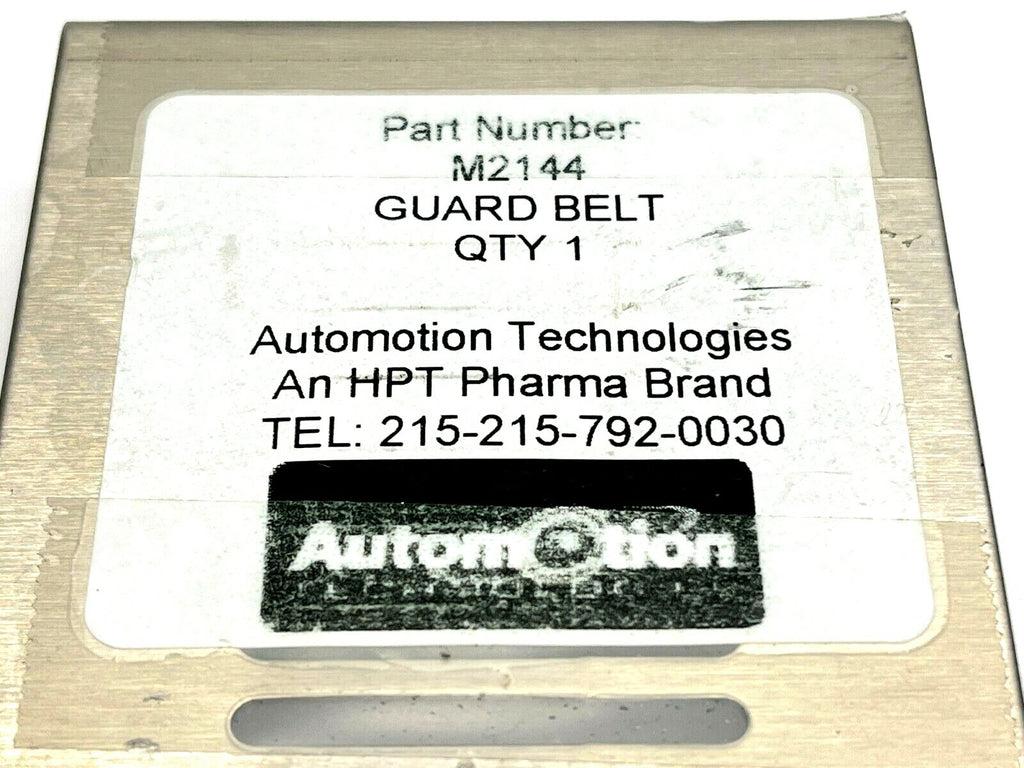 Part Number:
M2144
GUARD BELT
QTY 1
Automotion Technologies
An HPT Pharma Brand
TEL: 215-215-792-0030
Automotion